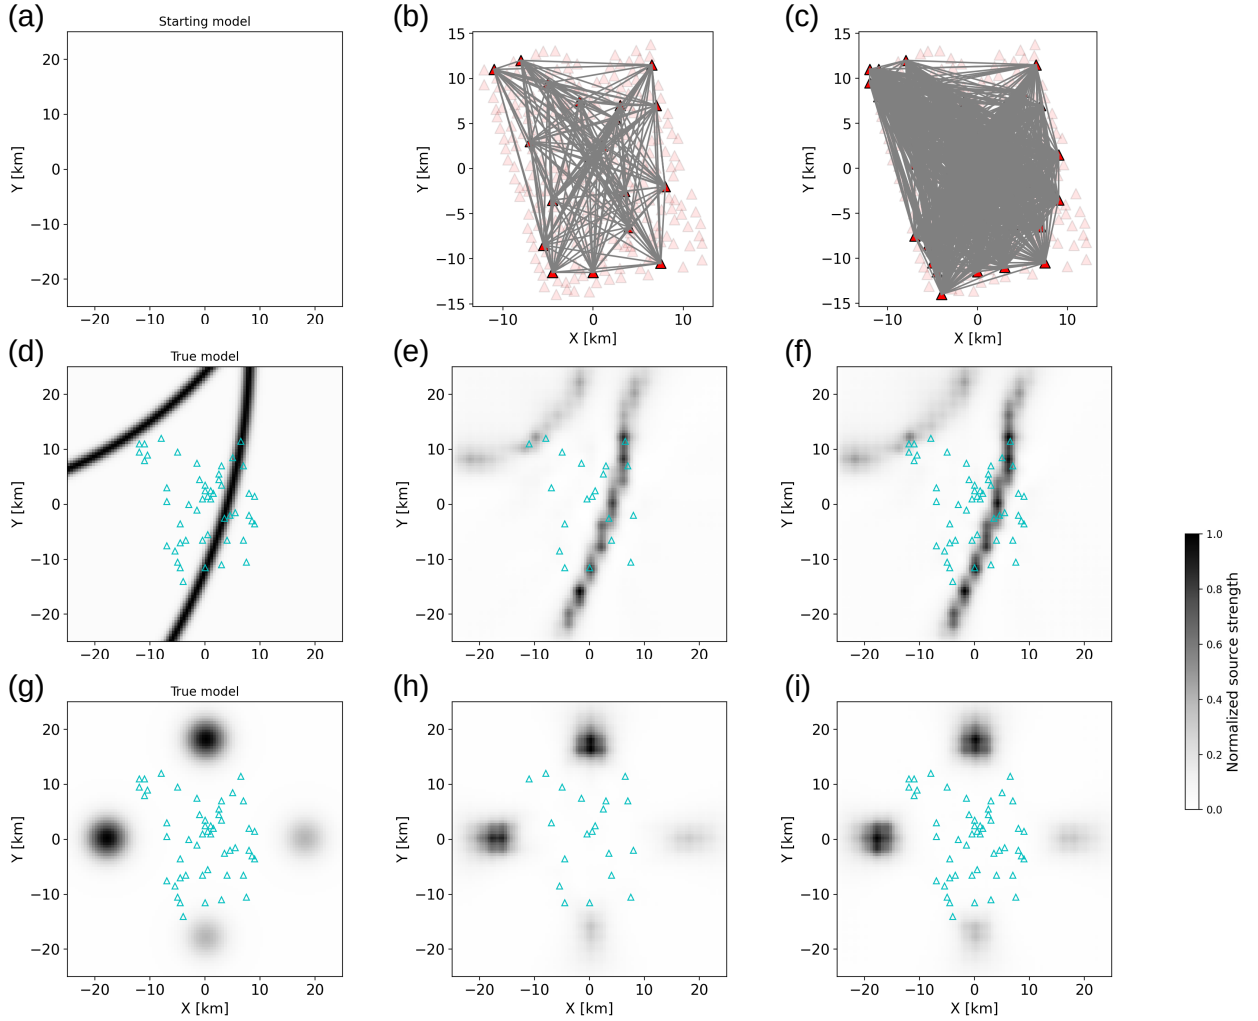 (a)
Starting model
20
10
0
−10
−20
Y [km]
−20 −10 0 10 20
(b)
15
10
5
0
−5
−10
−15
Y [km]
−10 0 10
X [km]
(c)
15
10
5
0
−5
−10
−15
Y [km]
−10 0 10
X [km]
(d)
True model
20
10
0
−10
−20
Y [km]
−20 −10 0 10 20
(e)
20
10
0
−10
−20
Y [km]
−20 −10 0 10 20
(f)
20
10
0
−10
−20
Y [km]
−20 −10 0 10 20
(g)
True model
20
10
0
−10
−20
Y [km]
−20 −10 0 10 20
X [km]
(h)
20
10
0
−10
−20
Y [km]
−20 −10 0 10 20
X [km]
(i)
20
10
0
−10
−20
Y [km]
−20 −10 0 10 20
X [km]
1.0
0.8
0.6
0.4
0.2
0.0
Normalized source strength